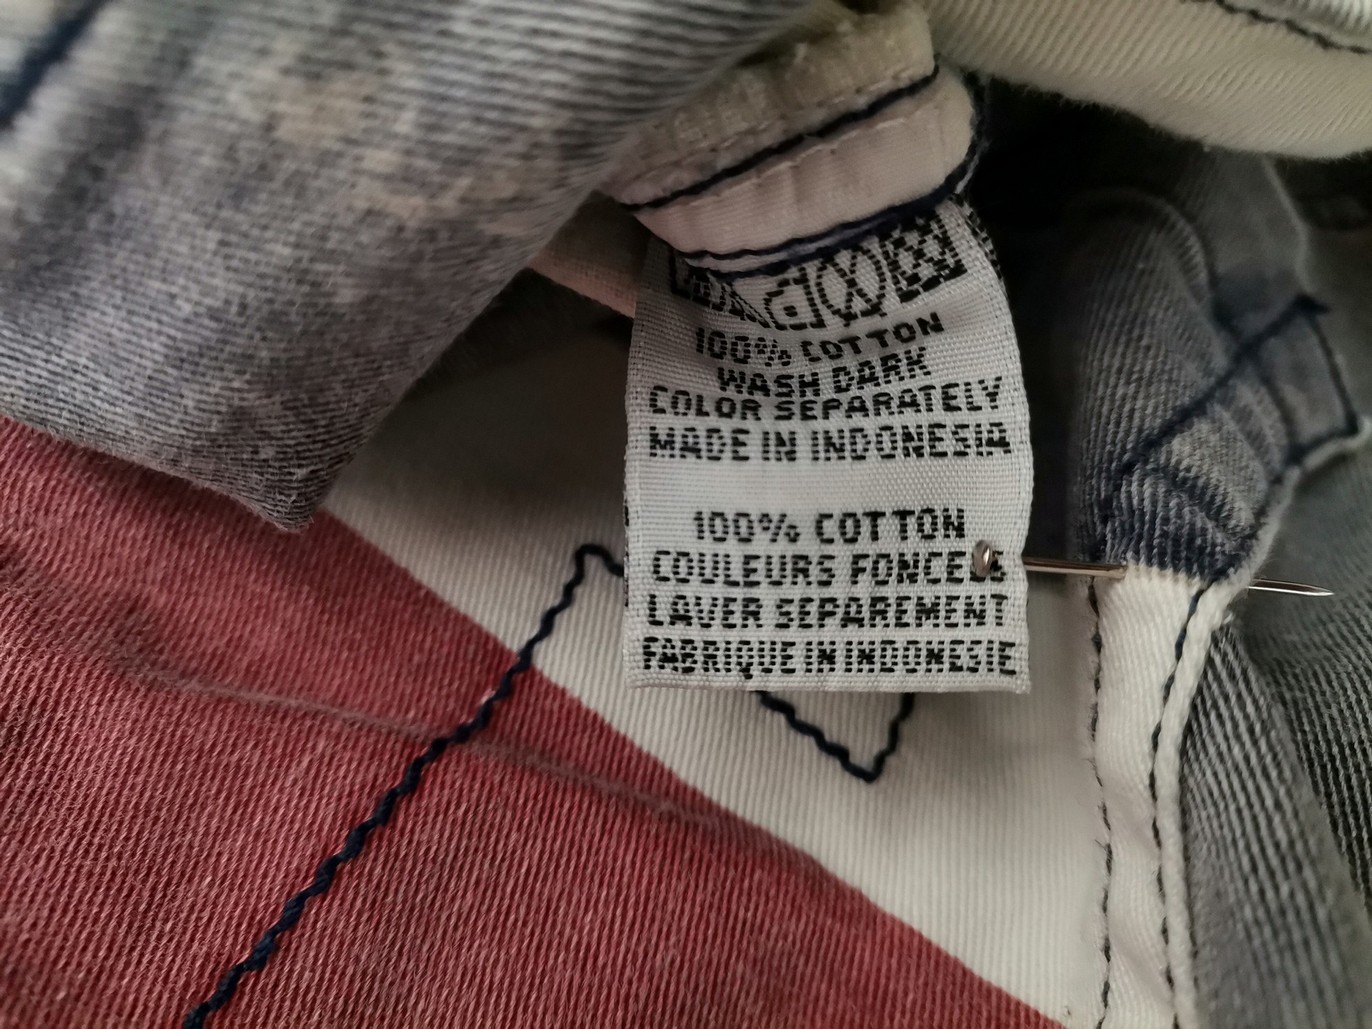 100% COTTON
WASH DARK
COLOR SEPARATELY
MADE IN INDONESIA
100% COTTON
COULEURS FONCEES
LAVER SEPAREMENT
FABRIQUE IN INDONESIE